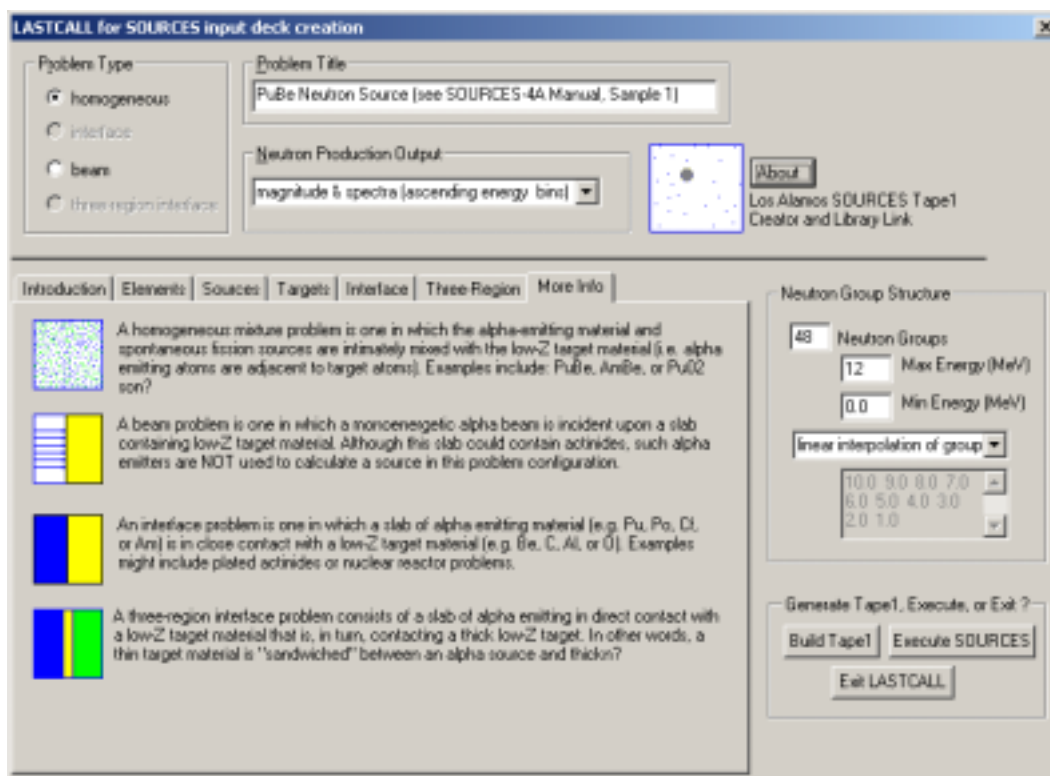 LASTCALL for SOURCES input deck creation
Problem Type
homogeneous
interface
beam
three-region interface
Problem Title
PuBe Neutron Source (see SOURCES-4A Manual, Sample 1)
Neutron Production Output
magnitude & spectra (ascending energy bins)
About
Los Alamos SOURCES Tape1
Creator and Library Link
Introduction
Elements
Sources
Targets
Interface
Three-Region
More Info
A homogeneous mixture problem is one in which the alpha-emitting material and
spontaneous fission sources are intimately mixed with the low-Z target material (i.e. alpha
emitting atoms are adjacent to target atoms). Examples include: PuBe, AmBe, or Pu02
son?
A beam problem is one in which a monoenergetic alpha beam is incident upon a slab
containing low-Z target material. Although this slab could contain actinides, such alpha
emitters are NOT used to calculate a source in this problem configuration.
An interface problem is one in which a slab of alpha emitting material (e.g. Pu, Po, Cf,
or Am) is in close contact with a low-Z target material (e.g. Be, C, Al, or O). Examples
might include plated actinides or nuclear reactor problems.
A three-region interface problem consists of a slab of alpha emitting in direct contact with
a low-Z target material that is, in turn, contacting a thick low-Z target. In other words, a
thin target material is "sandwiched" between an alpha source and thickn?
Neutron Group Structure
48 Neutron Groups
12 Max Energy (MeV)
0.0 Min Energy (MeV)
linear interpolation of group
10.0 9.0 8.0 7.0
6.0 5.0 4.0 3.0
2.0 1.0
Generate Tape1, Execute, or Exit ?
Build Tape1
Execute SOURCES
Exit LASTCALL